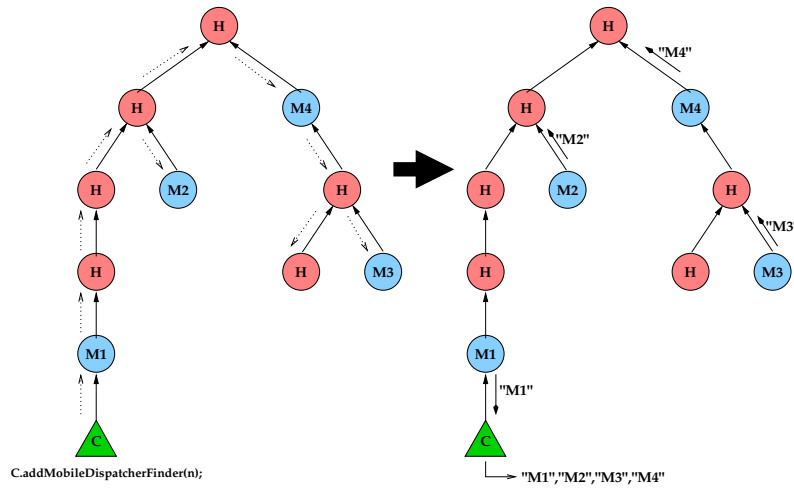 H
H
"M4"
H
M4
H
M4
"M2"
H
M2
H
H
M2
H
"M3"
H
H
M3
H
H
M3
M1
M1
"M1"
C
C
C.addMobileDispatcherFinder(n);
"M1","M2","M3","M4"